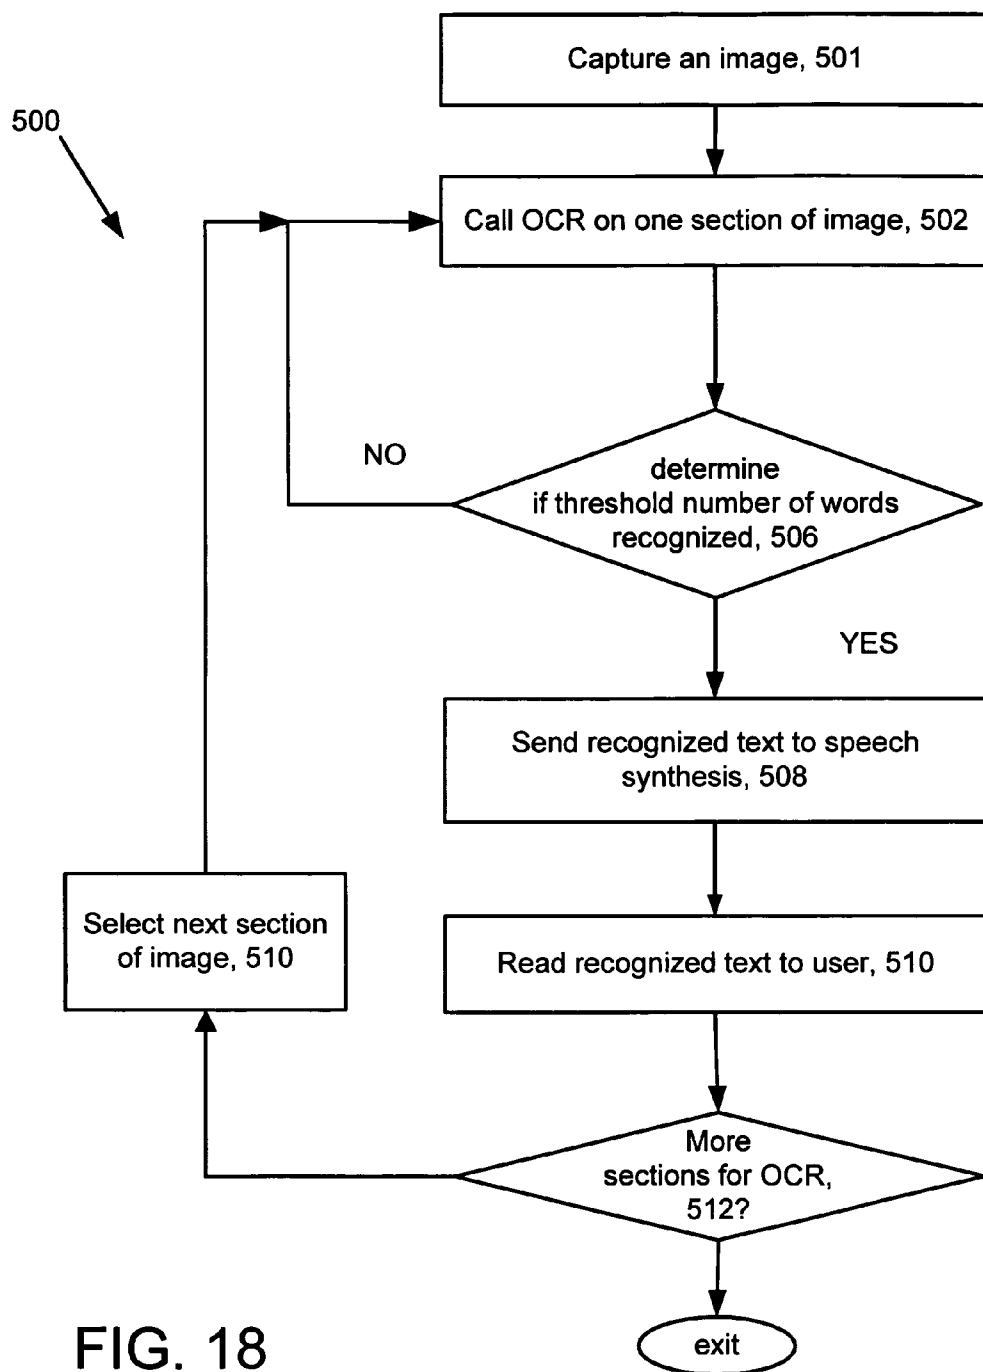 Capture an image, 501
500
Call OCR on one section of image, 502
NO
determine
if threshold number of words
recognized, 506
YES
Send recognized text to speech
synthesis, 508
Select next section
of image, 510
Read recognized text to user, 510
More
sections for OCR,
512?
exit
FIG. 18